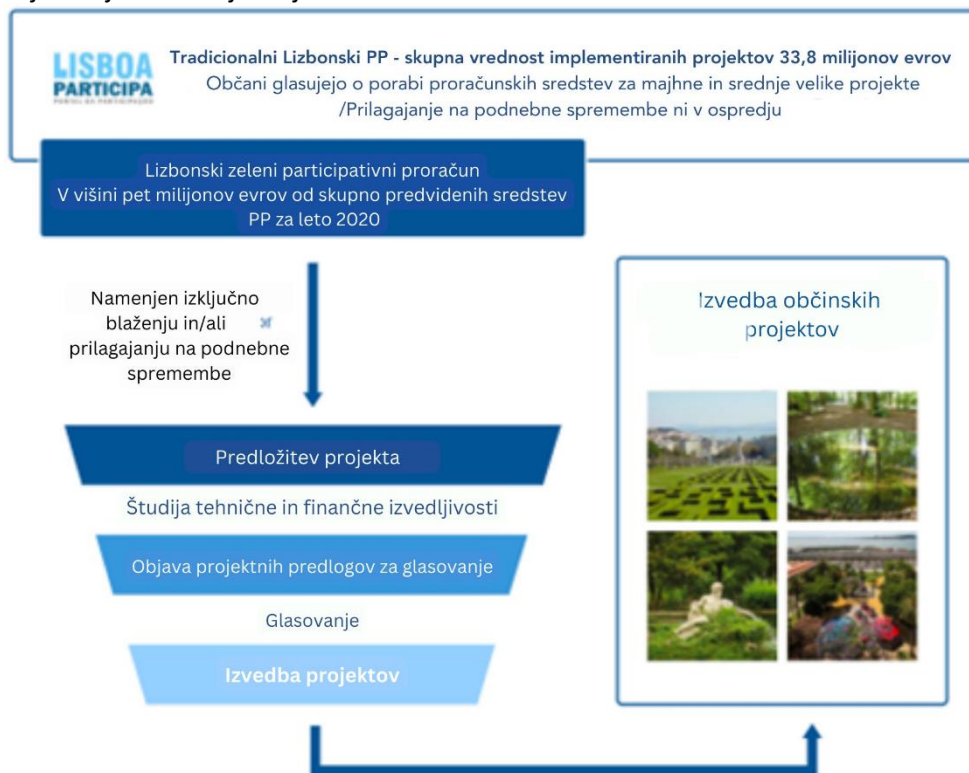 LISBOA
PARTICIPA
Tradicionalni Lizbonski PP - skupna vrednost implementiranih projektov 33,8 milijonov evrov
Občani glasujejo o porabi proračunskih sredstev za majhne in srednje velike projekte
/Prilagajanje na podnebne spremembe ni v ospredju
Lizbonski zeleni participativni proračun
V višini pet milijonov evrov od skupno predvidenih sredstev
PP za leto 2020
Namenjen izključno
blaženju in/ali
prilagajanju na podnebne
spremembe
Predložitev projekta
Študija tehnične in finančne izvedljivosti
Objava projektnih predlogov za glasovanje
Glasovanje
Izvedba projektov
Izvedba občinskih
projektov